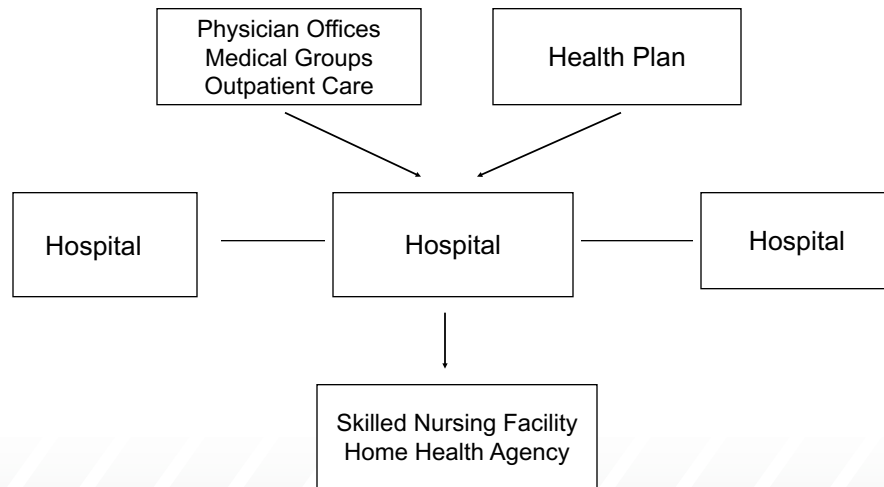 Physician Offices
Medical Groups
Outpatient Care
Health Plan
Hospital
Hospital
Hospital
Skilled Nursing Facility
Home Health Agency